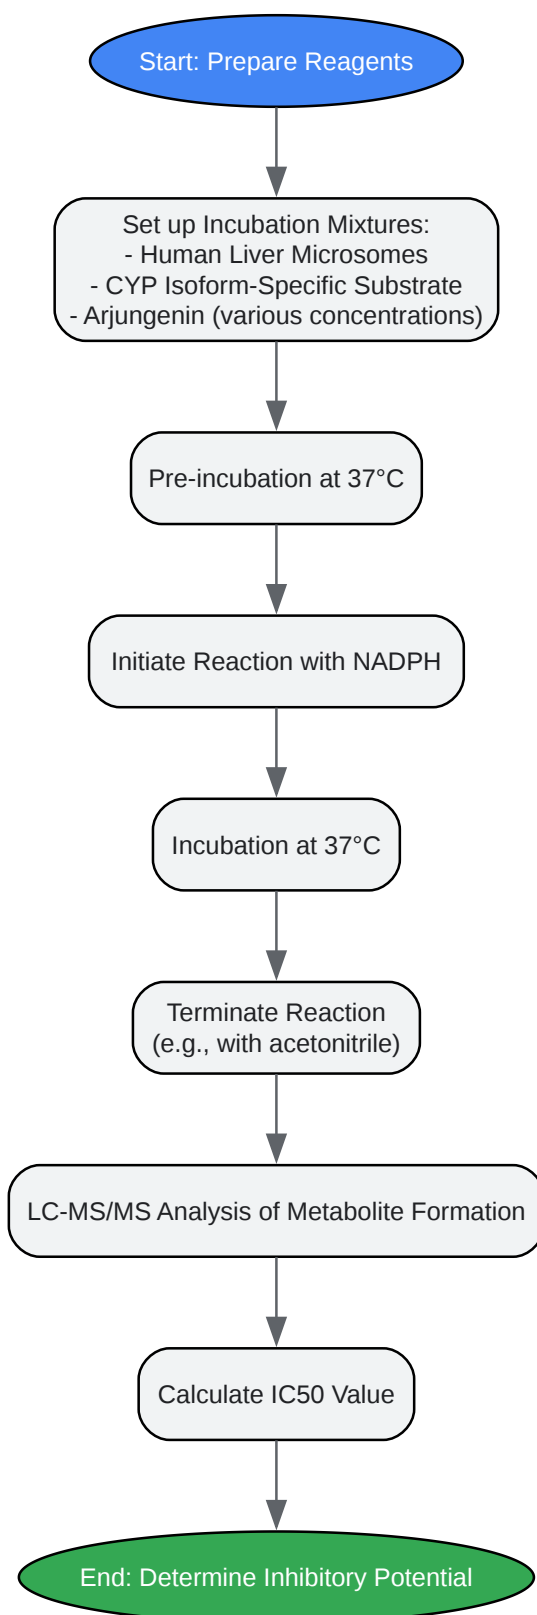 Start: Prepare Reagents
Set up Incubation Mixtures:
- Human Liver Microsomes
- CYP Isoform-Specific Substrate
- Arjungenin (various concentrations)
Pre-incubation at 37°C
Initiate Reaction with NADPH
Incubation at 37°C
Terminate Reaction
(e.g., with acetonitrile)
LC-MS/MS Analysis of Metabolite Formation
Calculate IC50 Value
End: Determine Inhibitory Potential